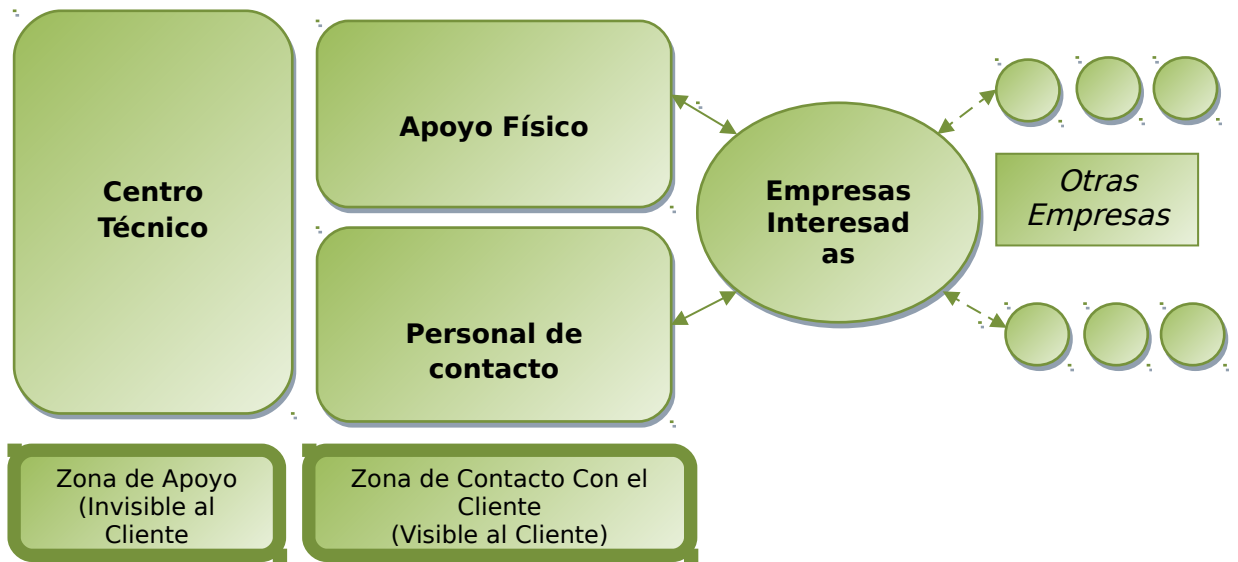 Centro
Técnico
Apoyo Físico
Personal de
contacto
Empresas
Interesad
as
Otras
Empresas
Zona de Apoyo
(Invisible al
Cliente
Zona de Contacto Con el
Cliente
(Visible al Cliente)